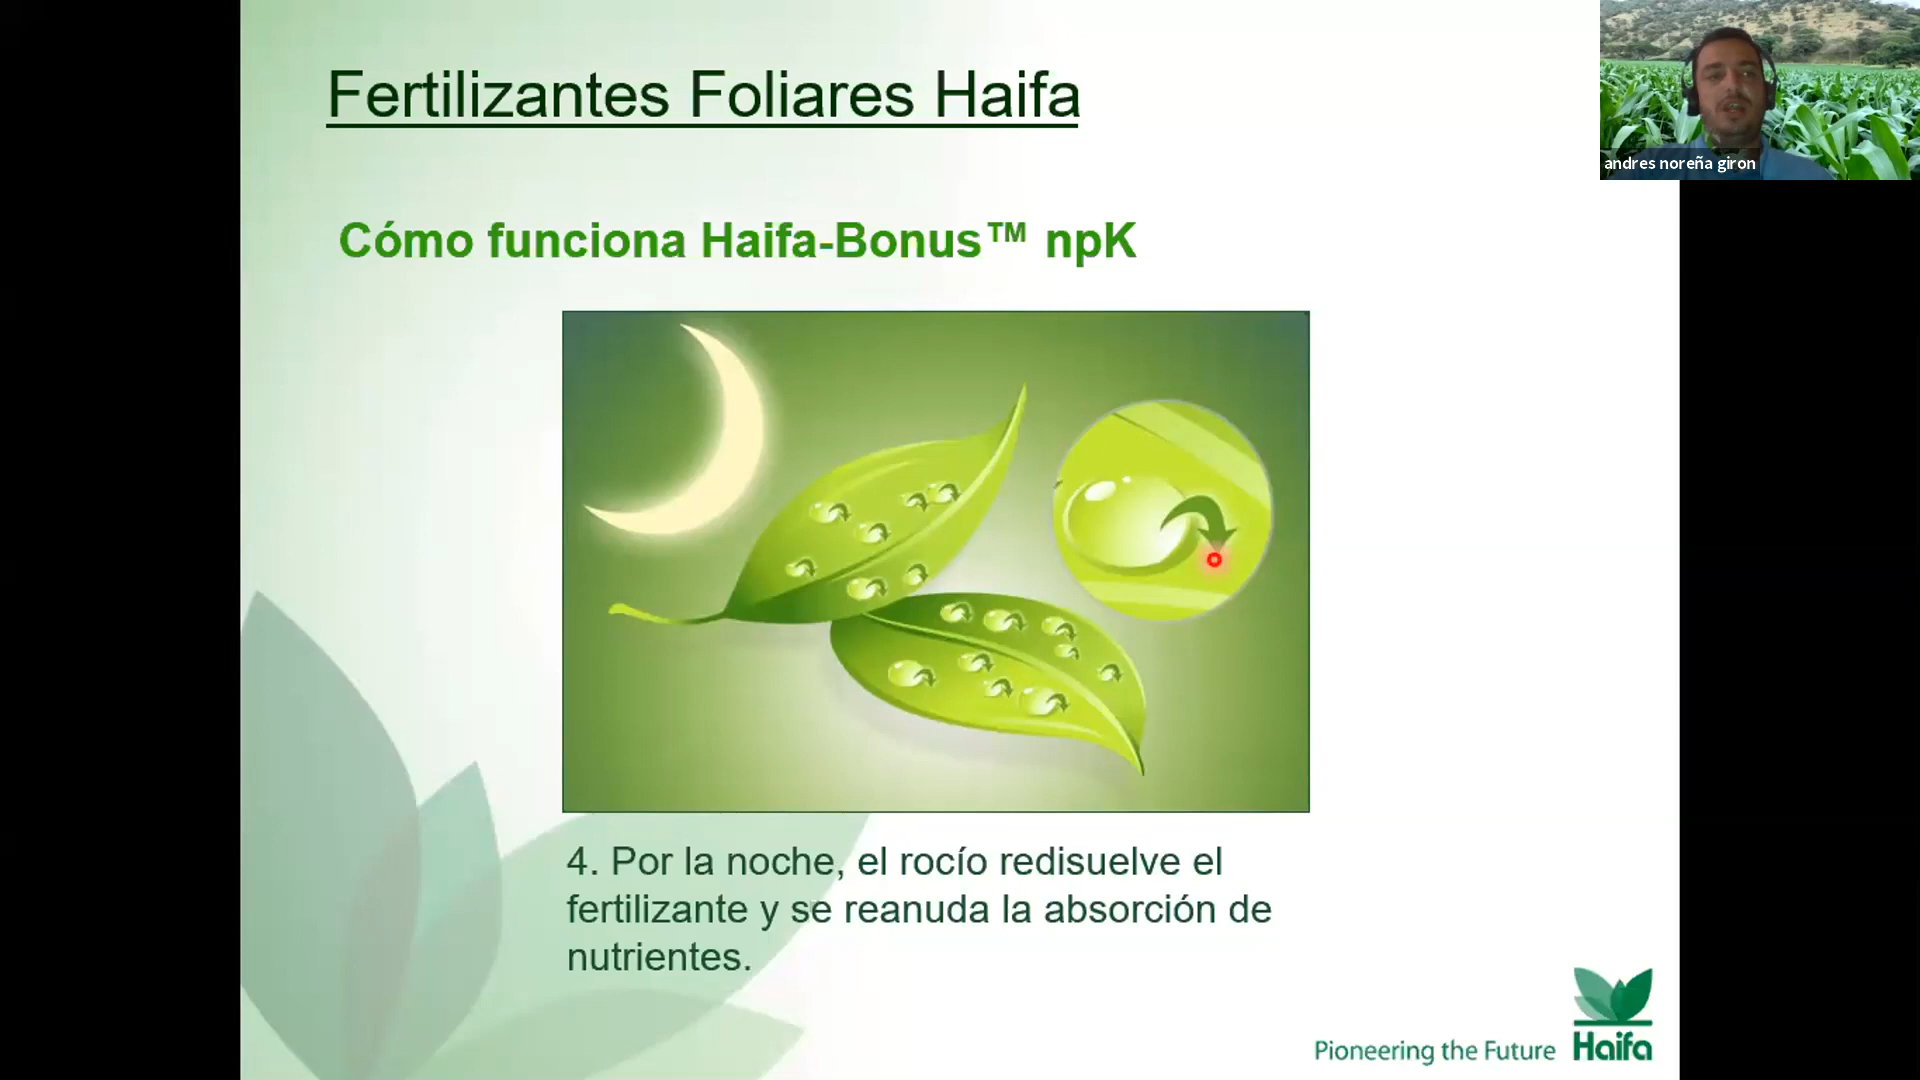 Fertilizantes Foliares Haifa
andres noreña giron
Cómo funciona Haifa-Bonus™ npK
4. Por la noche, el rocío redisuelve el
fertilizante y se reanuda la absorción de
nutrientes.
Pioneering the Future
Haifa